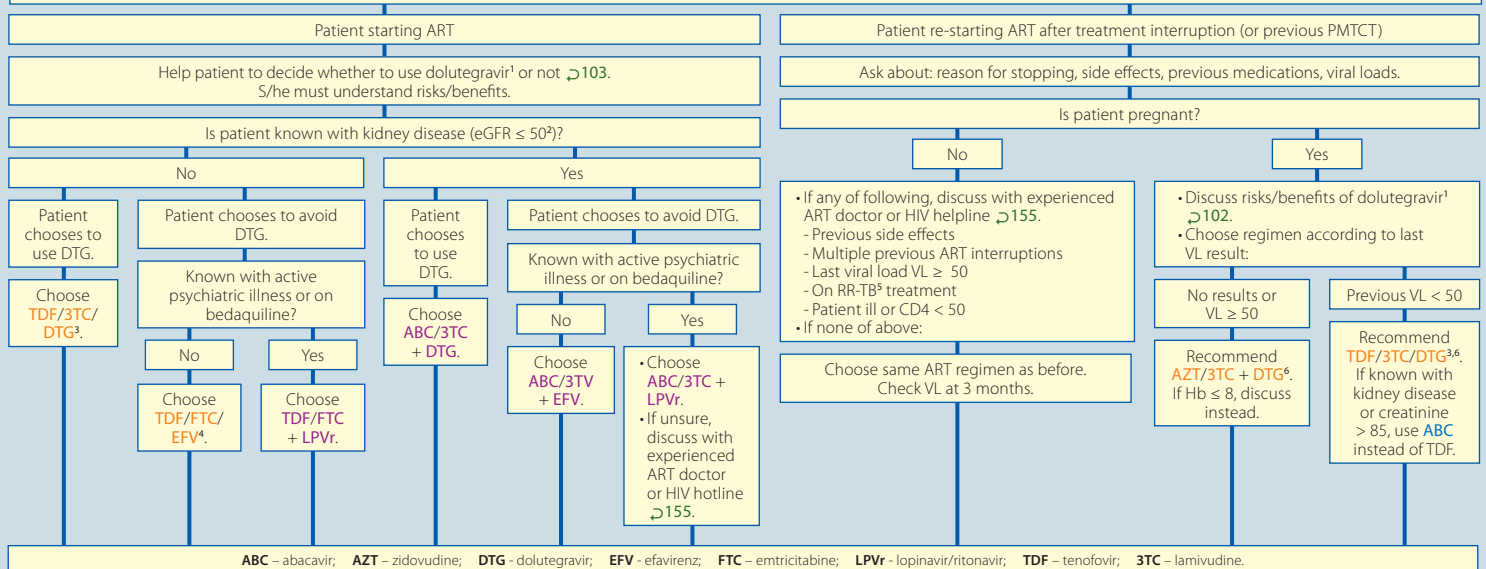 Patient starting ART
Help patient to decide whether to use dolutegravir¹ or not ⮌103.
S/he must understand risks/benefits.
Is patient known with kidney disease (eGFR ≤ 50²)?
No
Patient
chooses to
use DTG.
Choose
TDF/3TC/
DTG³.
Patient chooses to avoid
DTG.
Known with active
psychiatric illness or on
bedaquiline?
No
Choose
TDF/FTC/
EFV⁴.
Yes
Choose
TDF/FTC
+ LPVr.
Yes
Patient
chooses
to use
DTG.
Choose
ABC/3TC
+ DTG.
Patient chooses to avoid DTG.
Known with active psychiatric
illness or on bedaquiline?
No
Choose
ABC/3TV
+ EFV.
Yes
• Choose
ABC/3TC +
LPVr.
• If unsure,
discuss with
experienced
ART doctor
or HIV hotline
⮌155.
Patient re-starting ART after treatment interruption (or previous PMTCT)
Ask about: reason for stopping, side effects, previous medications, viral loads.
Is patient pregnant?
No
• If any of following, discuss with experienced
ART doctor or HIV helpline ⮌155.
- Previous side effects
- Multiple previous ART interruptions
- Last viral load VL ≥ 50
- On RR-TB⁵ treatment
- Patient ill or CD4 < 50
• If none of above:
Choose same ART regimen as before.
Check VL at 3 months.
Yes
• Discuss risks/benefits of dolutegravir¹
⮌102.
• Choose regimen according to last
VL result:
No results or
VL ≥ 50
Recommend
AZT/3TC + DTG⁶.
If Hb ≤ 8, discuss
instead.
Previous VL < 50
Recommend
TDF/3TC/DTG³,⁶.
If known with
kidney disease
or creatinine
> 85, use ABC
instead of TDF.
ABC – abacavir; AZT – zidovudine; DTG - dolutegravir; EFV - efavirenz; FTC – emtricitabine; LPVr - lopinavir/ritonavir; TDF – tenofovir; 3TC – lamivudine.